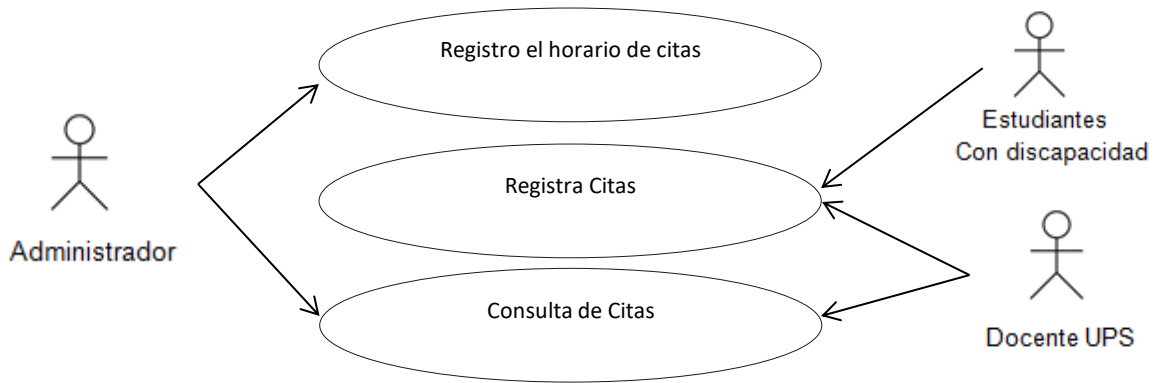 Registro el horario de citas
Estudiantes
Con discapacidad
Registra Citas
Administrador
Consulta de Citas
Docente UPS